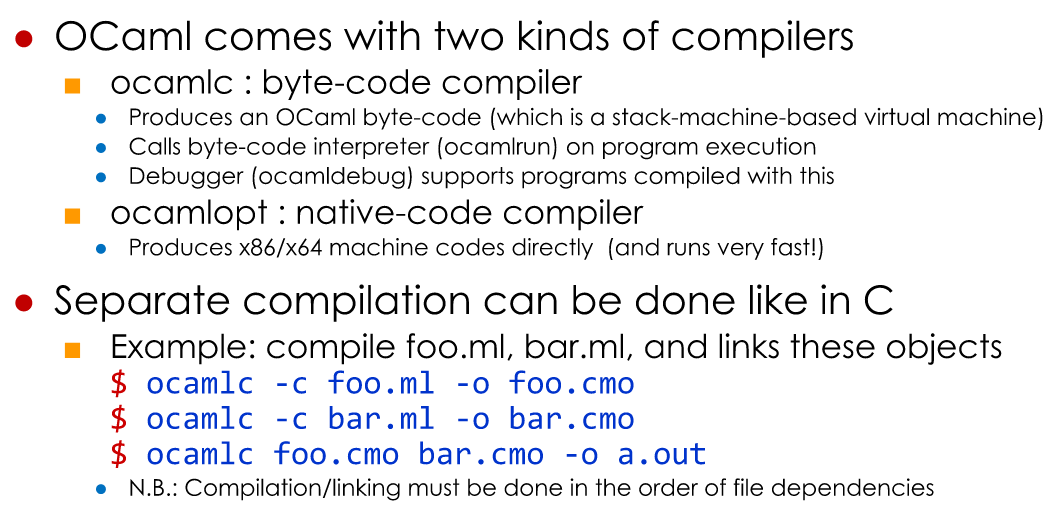 ● OCaml comes with two kinds of compilers
■ ocamlc : byte-code compiler
● Produces an OCaml byte-code (which is a stack-machine-based virtual machine)
● Calls byte-code interpreter (ocamlrun) on program execution
● Debugger (ocamldebug) supports programs compiled with this
■ ocamlopt : native-code compiler
● Produces x86/x64 machine codes directly (and runs very fast!)
● Separate compilation can be done like in C
■ Example: compile foo.ml, bar.ml, and links these objects
$ ocamlc -c foo.ml -o foo.cmo
$ ocamlc -c bar.ml -o bar.cmo
$ ocamlc foo.cmo bar.cmo -o a.out
● N.B.: Compilation/linking must be done in the order of file dependencies